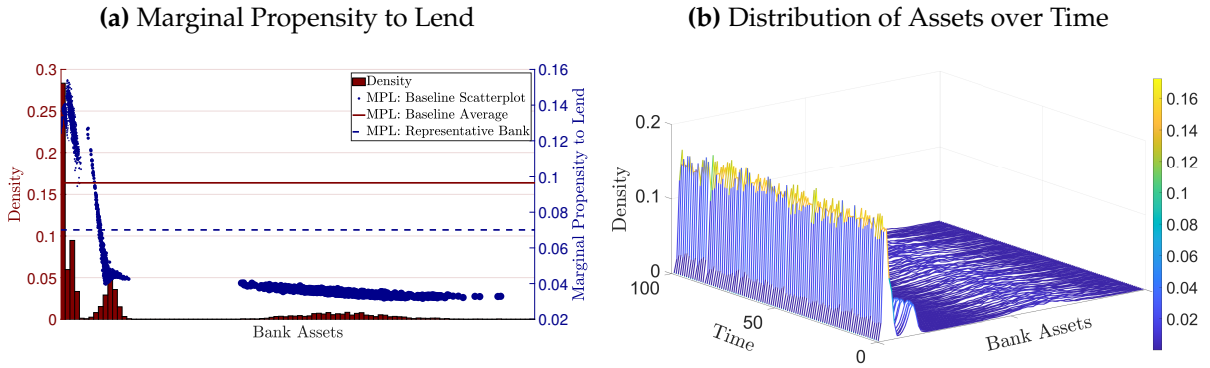 (a) Marginal Propensity to Lend
0.3
0.25
0.2
0.15
0.1
0.05
0
Density
0.16
0.14
0.12
0.1
0.08
0.06
0.04
0.02
Marginal Propensity to Lend
Density
MPL: Baseline Scatterplot
MPL: Baseline Average
MPL: Representative Bank
Bank Assets
(b) Distribution of Assets over Time
0.2
0.1
0
Density
100
50
0
Time
Bank Assets
0.16
0.14
0.12
0.10
0.08
0.06
0.04
0.02